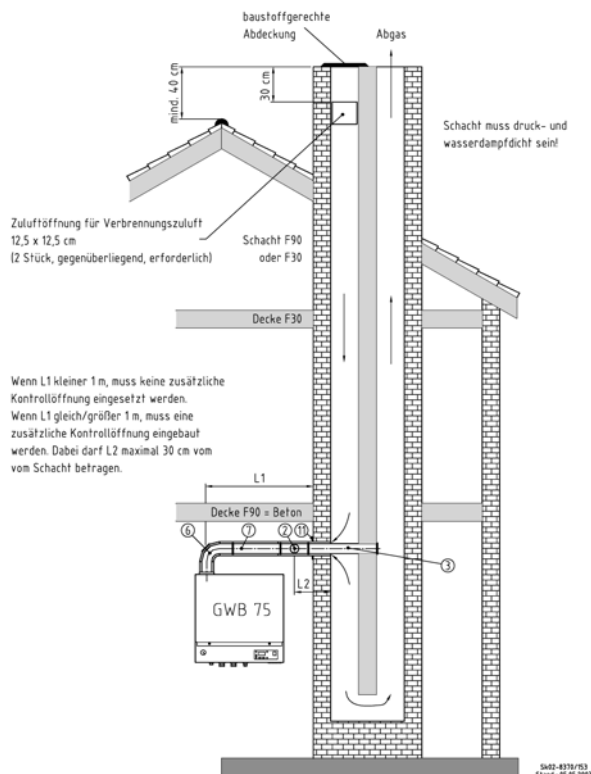 baustoffgerechte
Abdeckung
Abgas
mind. 40 cm
30 cm
Schacht muss druck- und
wasserdampfdicht sein!
Zuluftöffnung für Verbrennungszuluft
12,5 x 12,5 cm
(2 Stück, gegenüberliegend, erforderlich)
Schacht F90
oder F30
Decke F30
Wenn L1 kleiner 1 m, muss keine zusätzliche
Kontrollöffnung eingesetzt werden.
Wenn L1 gleich/größer 1 m, muss eine
zusätzliche Kontrollöffnung eingebaut
werden. Dabei darf L2 maximal 30 cm vom
vom Schacht betragen.
L1
Decke F90 = Beton
6
7
2
11
3
L2
GWB 75
Sk02-0370/153